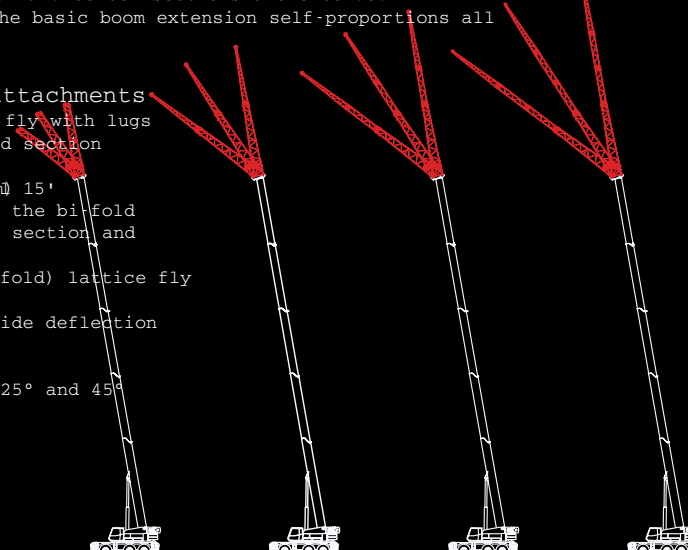 he basic boom extension self-proportions all
ttachments
fly with lugs
d section
) 15'
the bi-fold
section and
fold) lattice fly
ide deflection
25° and 45°